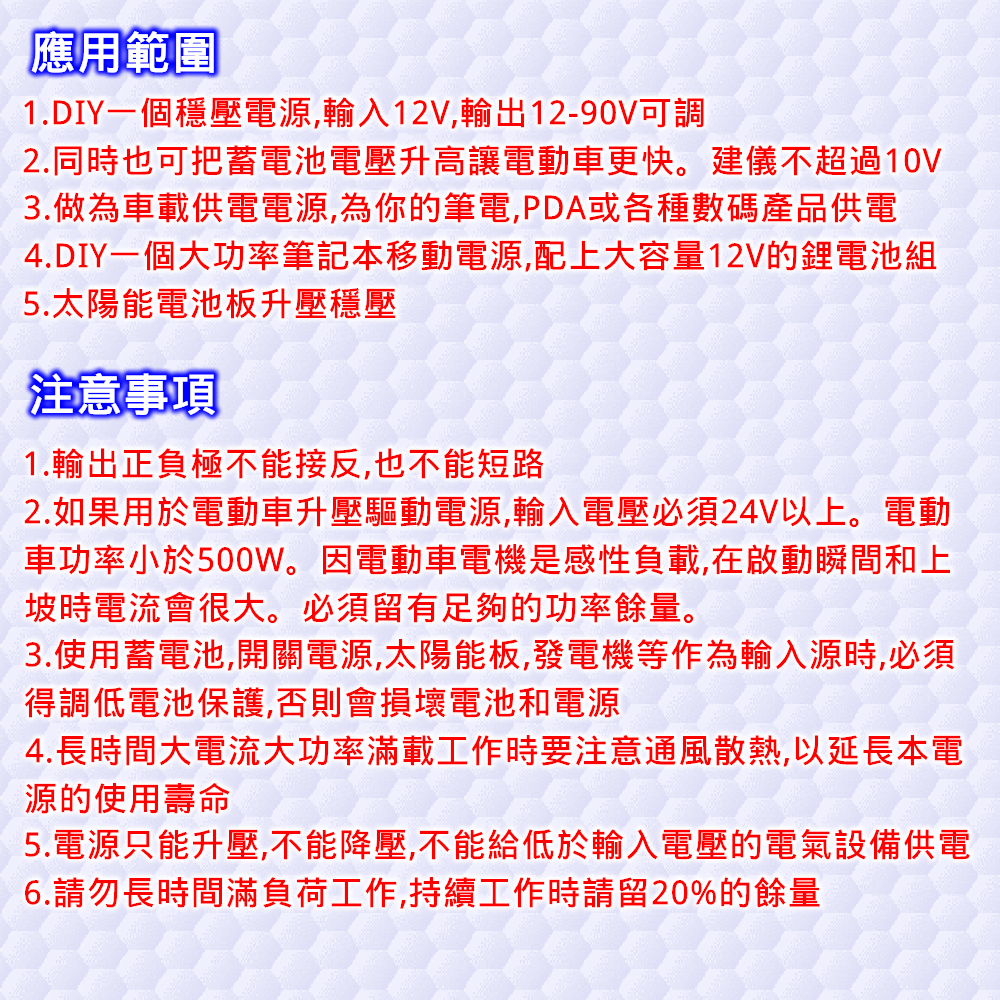 應用範圍
1.DIY一個穩壓電源,輸入12V,輸出12-90V可調
2.同時也可把蓄電池電壓升高讓電動車更快。建儀不超過10V
3.做為車載供電電源,為你的筆電,PDA或各種數碼產品供電
4.DIY一個大功率筆記本移動電源,配上大容量12V的鋰電池組
5.太陽能電池板升壓穩壓
注意事項
1.輸出正負極不能接反,也不能短路
2.如果用於電動車升壓驅動電源,輸入電壓必須24V以上。電動
車功率小於500W。因電動車電機是感性負載,在啟動瞬間和上
坡時電流會很大。必須留有足夠的功率餘量。
3.使用蓄電池,開關電源,太陽能板,發電機等作為輸入源時,必須
得調低電池保護,否則會損壞電池和電源
4.長時間大電流大功率滿載工作時要注意通風散熱,以延長本電
源的使用壽命
5.電源只能升壓,不能降壓,不能給低於輸入電壓的電氣設備供電
6.請勿長時間滿負荷工作,持續工作時請留20%的餘量